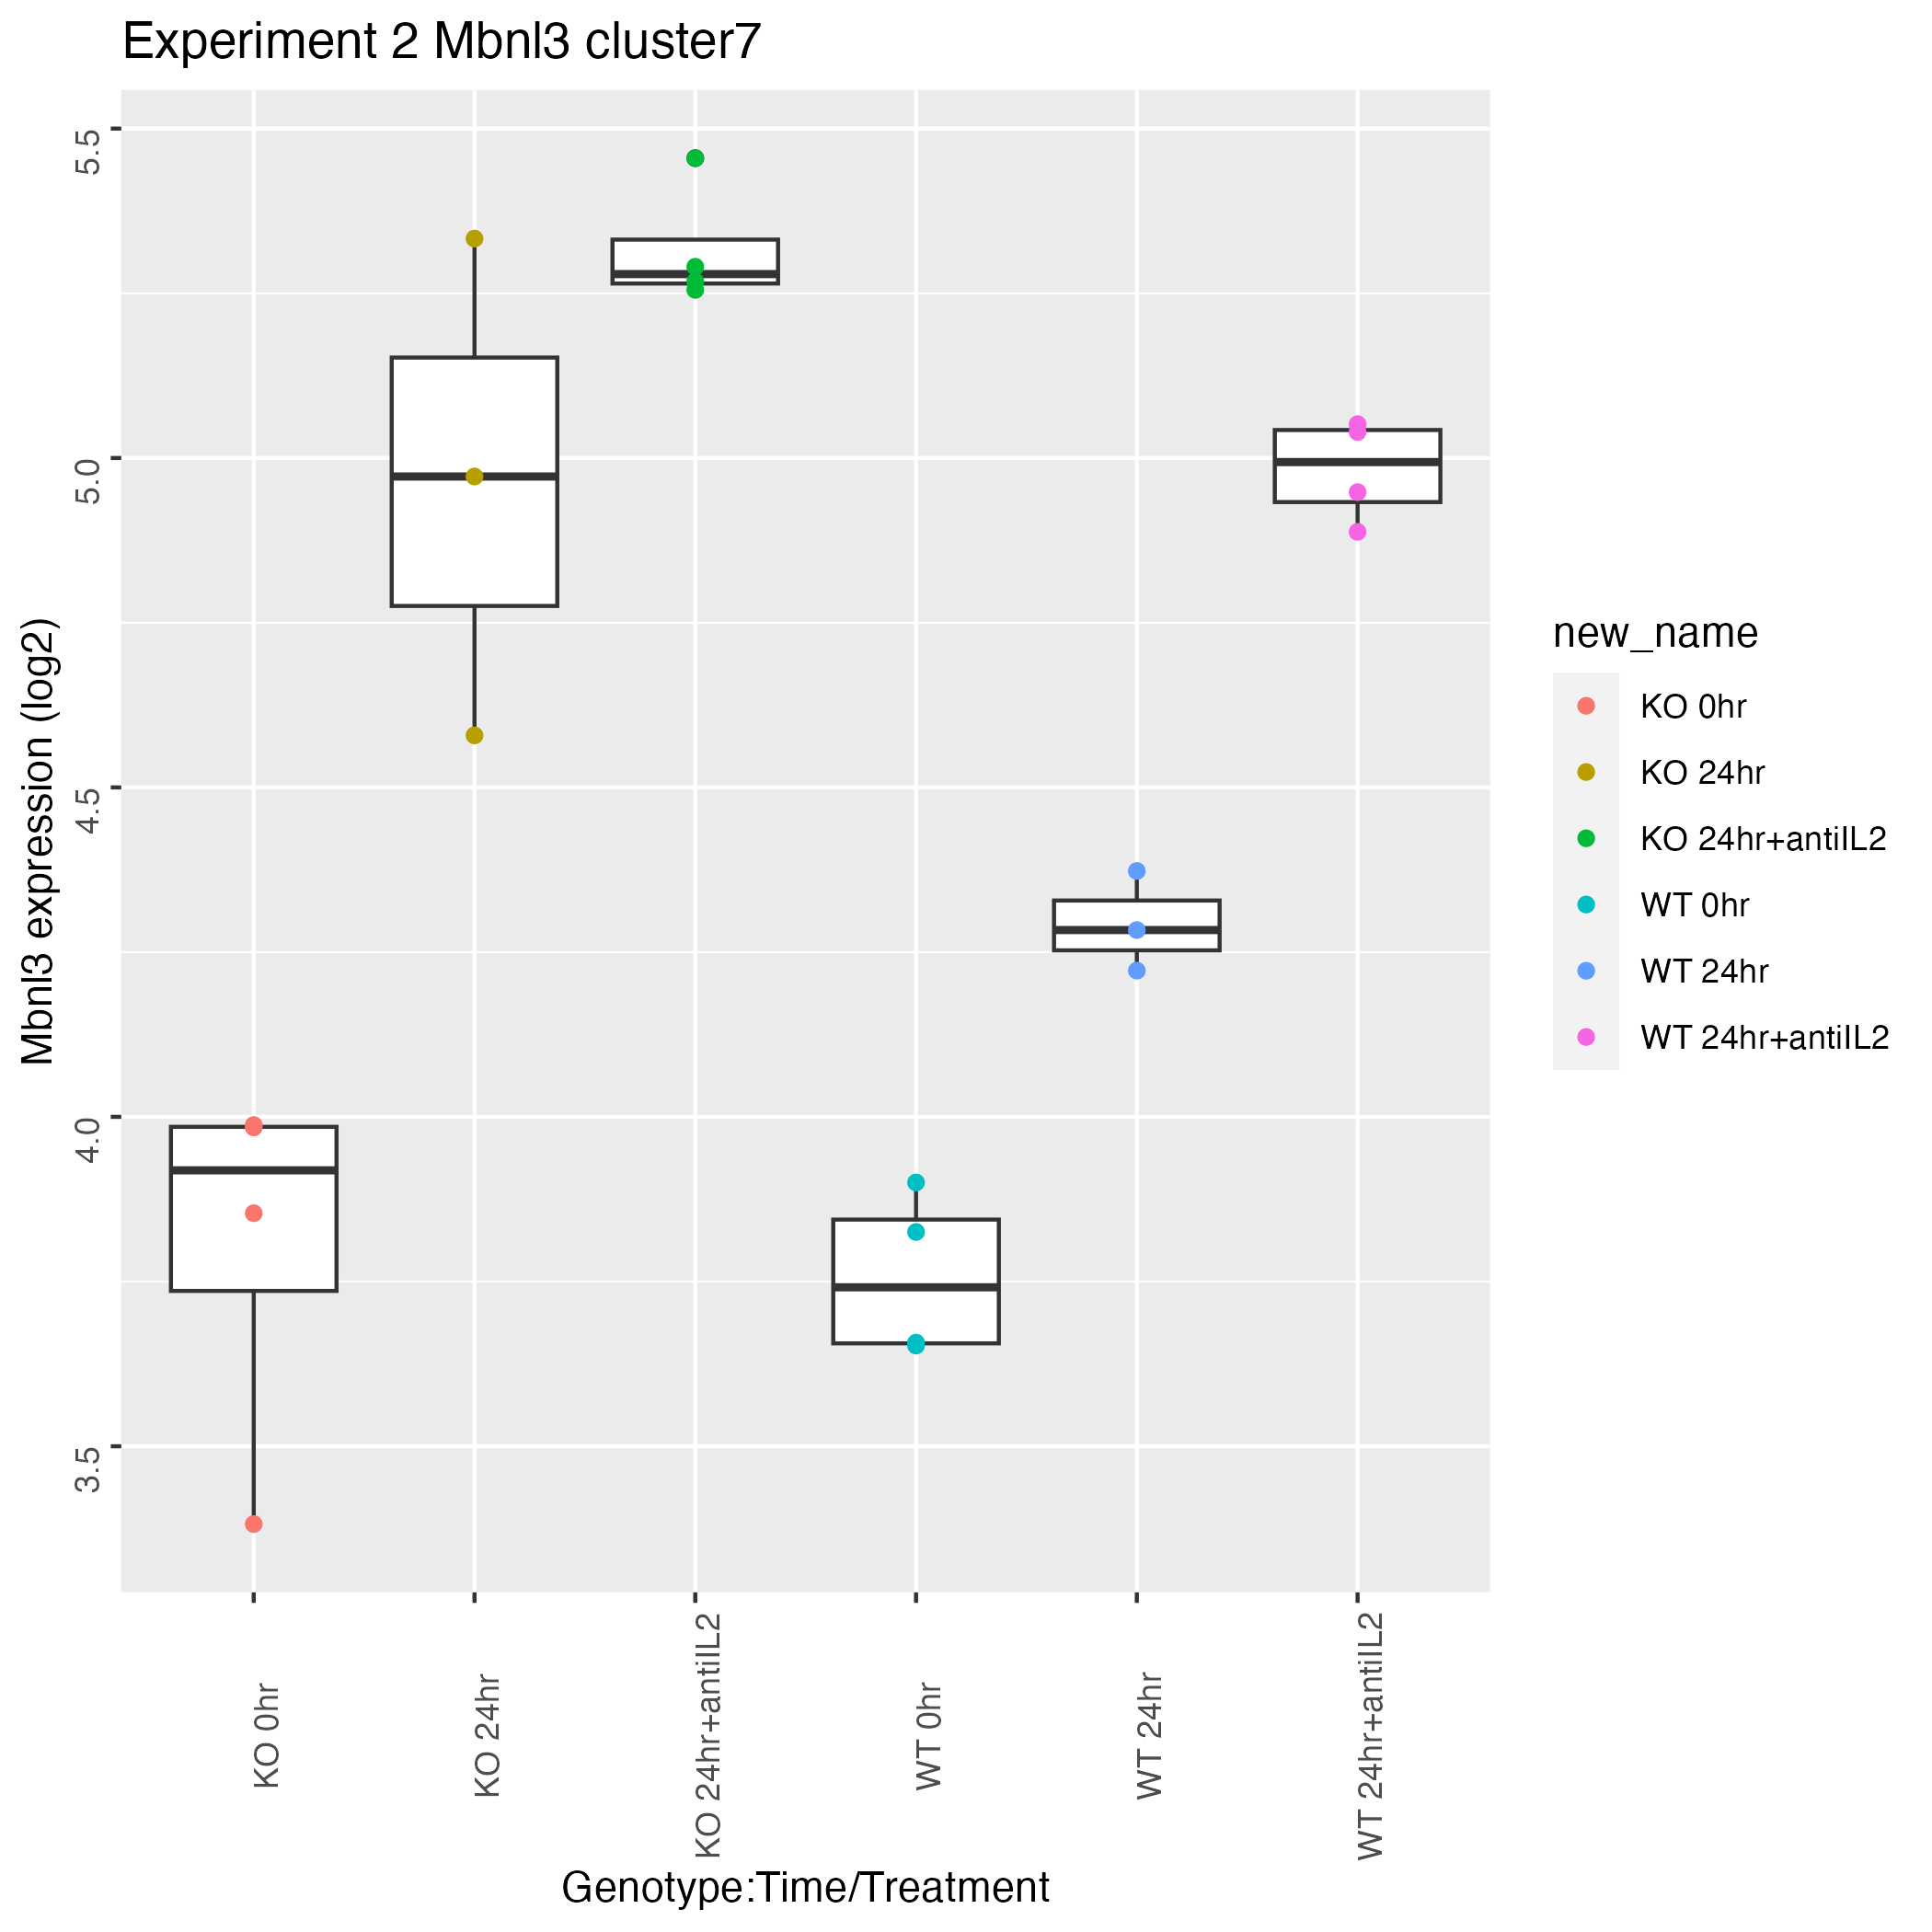 Experiment 2 Mbnl3 cluster7
Mbnl3 expression (log2)
5.5
5.0
4.5
4.0
3.5
KO 0hr
KO 24hr
KO 24hr+antiIL2
WT 0hr
WT 24hr
WT 24hr+antiIL2
Genotype:Time/Treatment
new_name
KO 0hr
KO 24hr
KO 24hr+antiIL2
WT 0hr
WT 24hr
WT 24hr+antiIL2